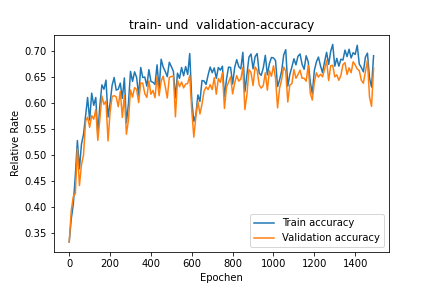 train- und  validation-accuracy
0.70
0.65
0.60
0.55
0.50
0.45
0.40
0.35
Relative Rate
0 200 400 600 800 1000 1200 1400
Epochen
Train accuracy
Validation accuracy